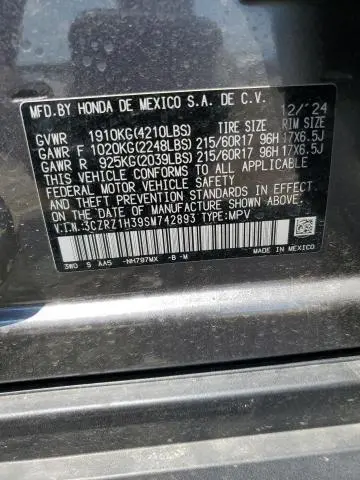 MFD.BY HONDA DE MEXICO S.A. DE C.V. 12/'24
GVWR 1910KG(4210LBS) TIRE SIZE RIM SIZE
GAWR F 1020KG(2248LBS) 215/60R17 96H 17X6.5J
GAWR R 925KG(2039LBS) 215/60R17 96H 17X6.5J
THIS VEHICLE CONFORMS TO ALL APPLICABLE
FEDERAL MOTOR VEHICLE SAFETY AND
THEFT PREVENTION STANDARDS IN EFFECT
ON THE DATE OF MANUFACTURE SHOWN ABOVE.
V.I.N.:3CZRZ1H39SM742893 TYPE:MPV
3W0 S AA5 -NH797MX -B -M
MADE IN MEXICO